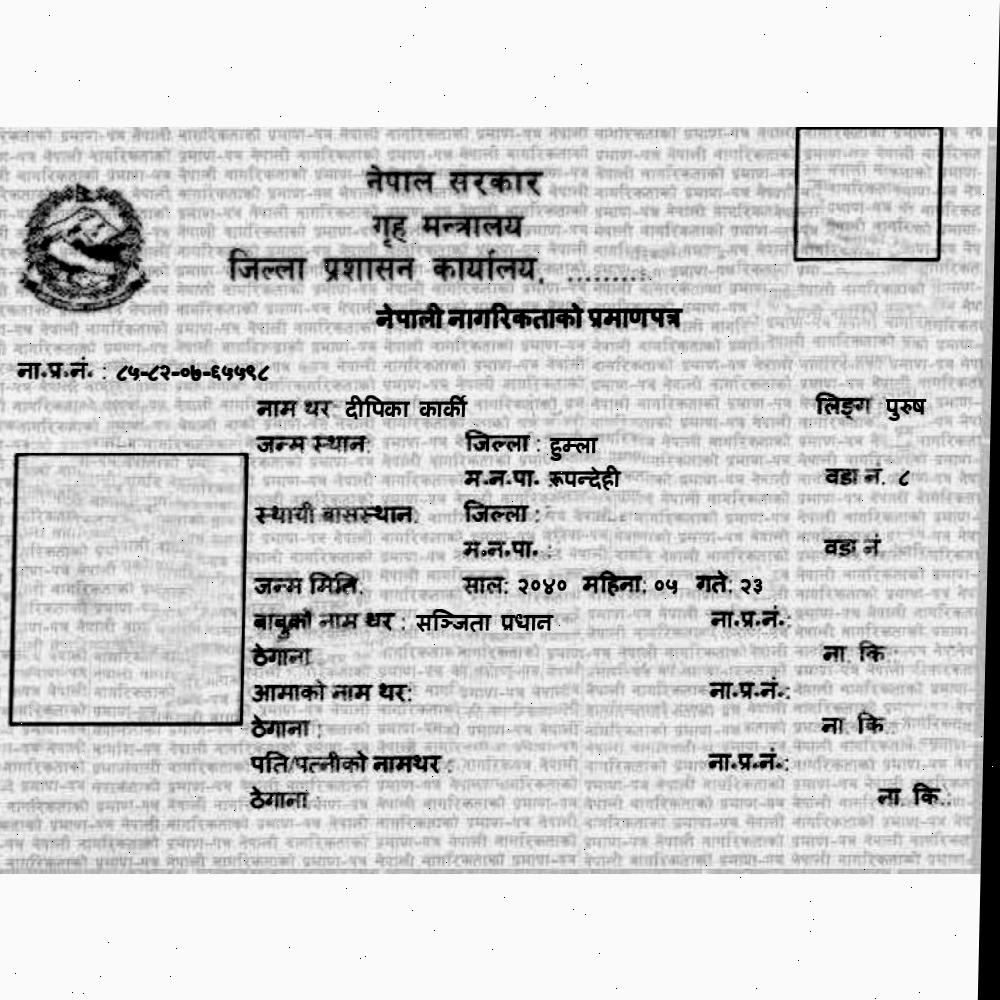 नेपाल सरकार
गृह मन्त्रालय
जिल्ला प्रशासन कार्यालय, ..........
नेपाली नागरिकताको प्रमाणपत्र
ना.प्र.नं. : ८५-८२-०७-६५५९८
नाम थर: दीपिका कार्की लिङ्ग पुरुष
जन्म स्थान: जिल्ला : हुम्ला
म.न.पा. रूपन्देही वडा नं. ८
स्थायी बासस्थान: जिल्ला :
म.न.पा. : वडा नं
जन्म मिति: साल: २०४० महिना: ०५ गते: २३
बाबुको नाम थर : सञ्जिता प्रधान ना.प्र.नं.:
ठेगाना ना. कि.:
आमाको नाम थर: ना.प्र.नं.:
ठेगाना : ना. कि.
पति/पत्नीको नामथर : ना.प्र.नं.:
ठेगाना : ना. कि.: